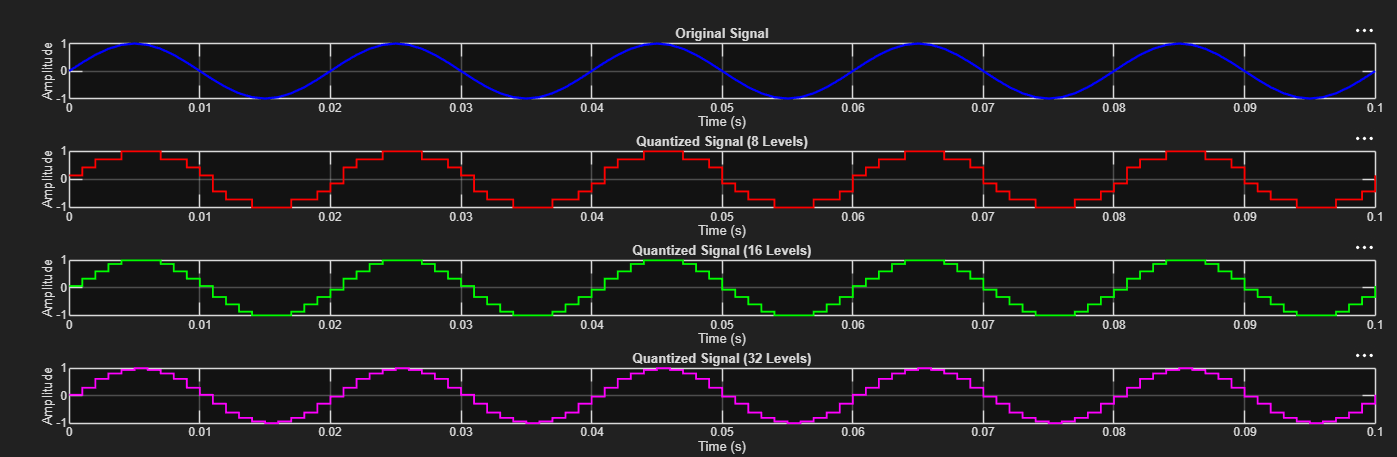 Original Signal
Amplitude
1
0
-1
0 0.01 0.02 0.03 0.04 0.05 0.06 0.07 0.08 0.09 0.1
Time (s)
Quantized Signal (8 Levels)
Amplitude
1
0
-1
0 0.01 0.02 0.03 0.04 0.05 0.06 0.07 0.08 0.09 0.1
Time (s)
Quantized Signal (16 Levels)
Amplitude
1
0
-1
0 0.01 0.02 0.03 0.04 0.05 0.06 0.07 0.08 0.09 0.1
Time (s)
Quantized Signal (32 Levels)
Amplitude
1
0
-1
0 0.01 0.02 0.03 0.04 0.05 0.06 0.07 0.08 0.09 0.1
Time (s)